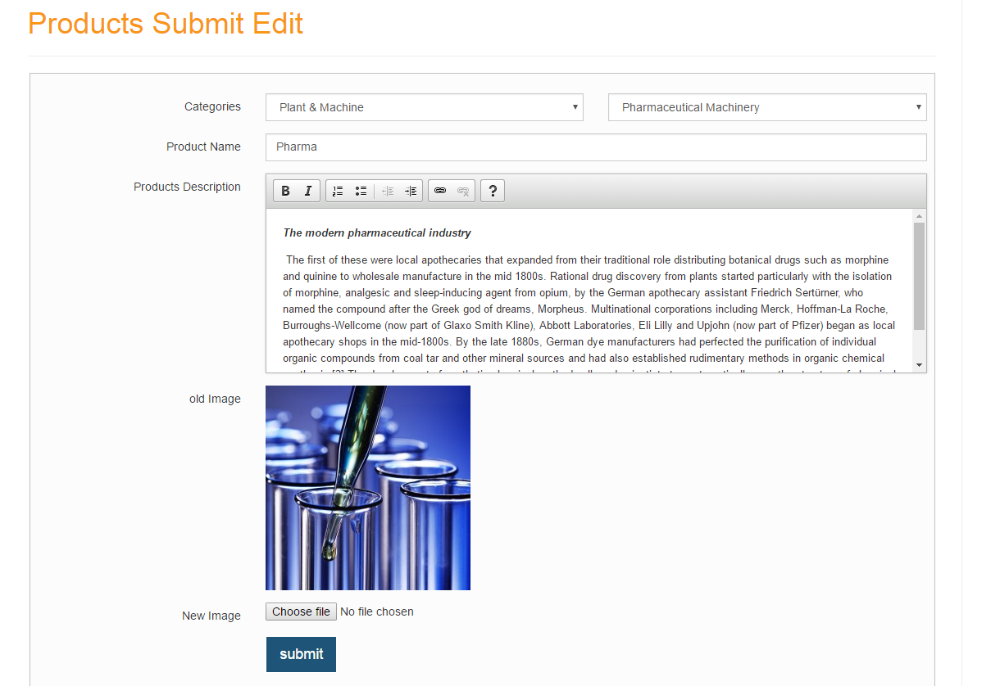 Products Submit Edit
Categories Plant & Machine Pharmaceutical Machinery
Product Name Pharma
Products Description
B I ?
The modern pharmaceutical industry
The first of these were local apothecaries that expanded from their traditional role distributing botanical drugs such as morphine
and quinine to wholesale manufacture in the mid 1800s. Rational drug discovery from plants started particularly with the isolation
of morphine, analgesic and sleep-inducing agent from opium, by the German apothecary assistant Friedrich Sertürner, who
named the compound after the Greek god of dreams, Morpheus. Multinational corporations including Merck, Hoffman-La Roche,
Burroughs-Wellcome (now part of Glaxo Smith Kline), Abbott Laboratories, Eli Lilly and Upjohn (now part of Pfizer) began as local
apothecary shops in the mid-1800s. By the late 1880s, German dye manufacturers had perfected the purification of individual
organic compounds from coal tar and other mineral sources and had also established rudimentary methods in organic chemical
old Image
New Image Choose file No file chosen
submit